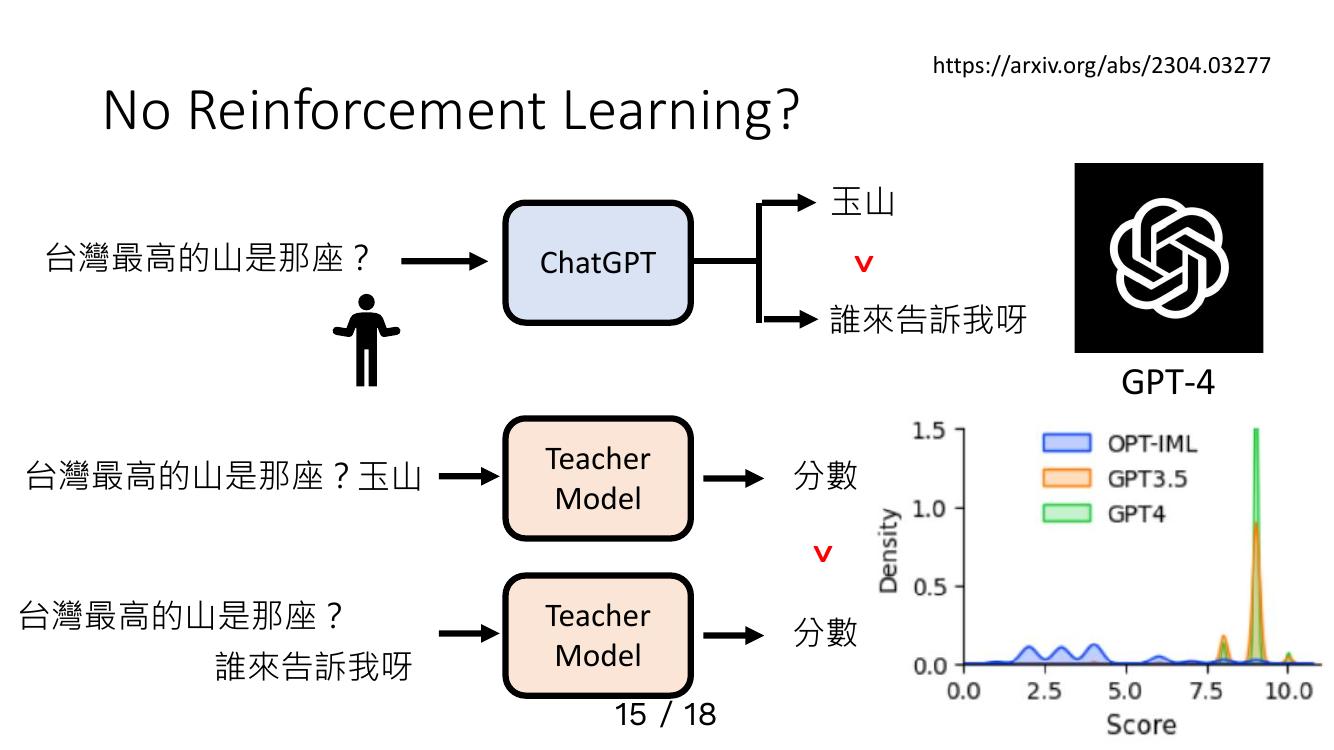 https://arxiv.org/abs/2304.03277
No Reinforcement Learning?
台灣最高的山是那座？
ChatGPT
玉山
v
誰來告訴我呀
GPT-4
台灣最高的山是那座？玉山
Teacher
Model
分數
v
台灣最高的山是那座？
誰來告訴我呀
Teacher
Model
分數
OPT-IML
GPT3.5
GPT4
Density
1.5
1.0
0.5
0.0
0.0 2.5 5.0 7.5 10.0
Score
15 / 18